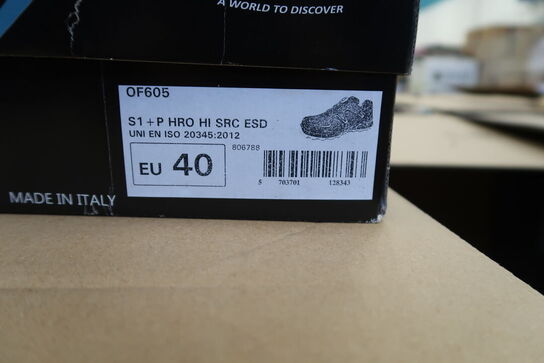 A WORLD TO DISCOVER
OF605
S1+P HRO HI SRC ESD
UNI EN ISO 20345:2012
806788
EU 40
5 703701 128343
MADE IN ITALY